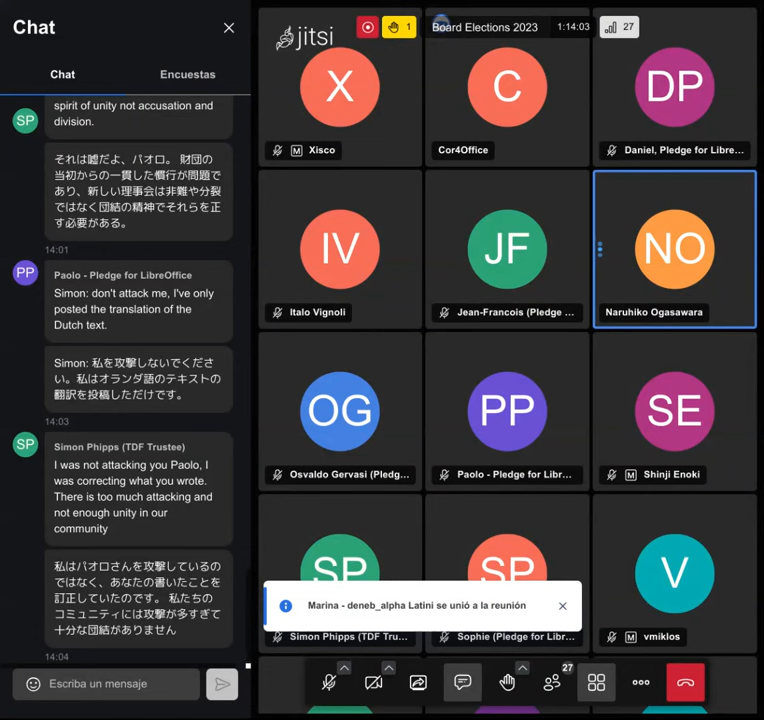 Chat
Chat
Encuestas
spirit of unity not accusation and
division.
SP
それは嘘だよ、パオロ。 財団の
当初からの一貫した慣行が問題
であり、新しい理事会は非難や分裂
ではなく団結の精神でそれらを正
す必要がある。
14:01
PP
Paolo - Pledge for LibreOffice
Simon: don't attack me, I've only
posted the translation of the
Dutch text.
Simon: 私を攻撃しないでくださ
い。私はオランダ語のテキストの
翻訳を投稿しただけです。
14:03
SP
Simon Phipps (TDF Trustee)
I was not attacking you Paolo, I
was correcting what you wrote.
There is too much attacking and
not enough unity in our
community
私はパオロさんを攻撃しているの
ではなく、あなたの書いたことを
訂正していたのです。 私たちの
コミュニティには攻撃が多すぎて
十分な団結がありません
14:04
Escriba un mensaje
jitsi
1
Board Elections 2023
1:14:03
27
X
M Xisco
C
Cor4Office
DP
Daniel, Pledge for Libre...
IV
Italo Vignoli
JF
Jean-Francois (Pledge ...
NO
Naruhiko Ogasawara
OG
Osvaldo Gervasi (Pledg...
PP
Paolo - Pledge for Libr...
SE
M Shinji Enoki
SP
Simon Phipps (TDF Tru...
SP
Sophie (Pledge for Libr...
V
M vmiklos
Marina - deneb_alpha Latini se unió a la reunión
27